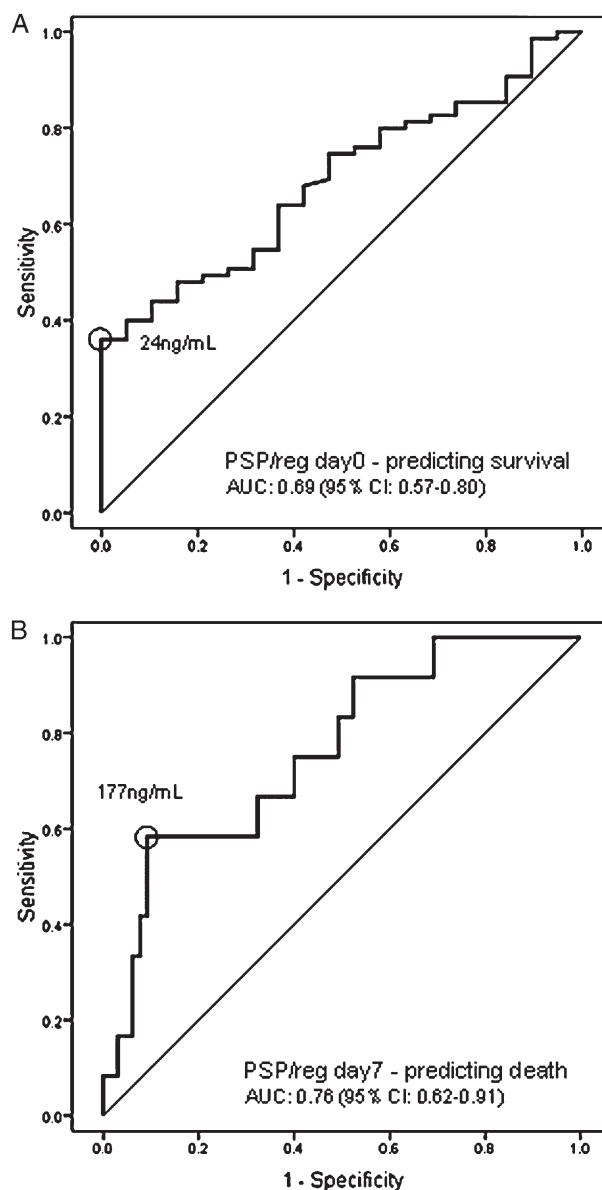 A
1.0
0.8
0.6
0.4
0.2
0.0
Sensitivity
24ng/mL
PSP/reg day0 - predicting survival
AUC: 0.69 (95% CI: 0.57-0.80)
0.0 0.2 0.4 0.6 0.8 1.0
1 - Specificity
B
1.0
0.8
0.6
0.4
0.2
0.0
Sensitivity
177ng/mL
PSP/reg day7 - predicting death
AUC: 0.76 (95% CI: 0.62-0.91)
0.0 0.2 0.4 0.6 0.8 1.0
1 - Specificity